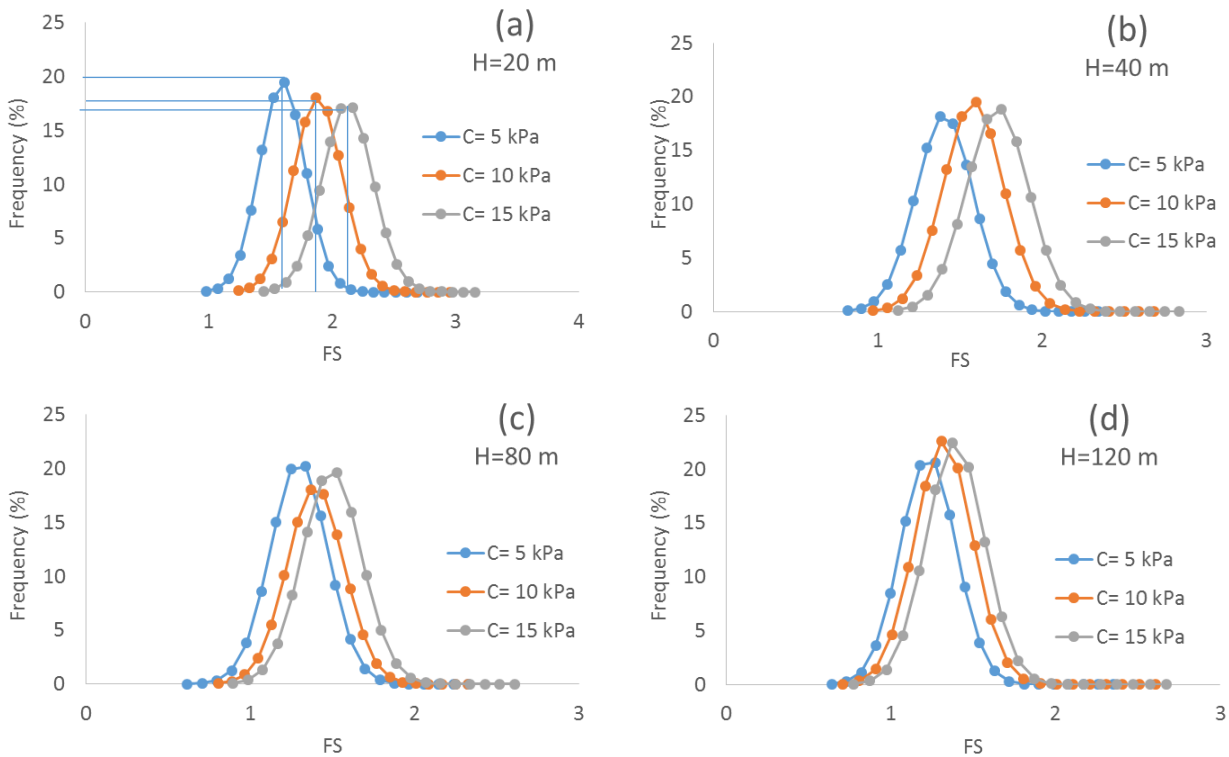 (a)
H=20 m
25
20
15
10
5
0
Frequency (%)
C= 5 kPa
C= 10 kPa
C= 15 kPa
0 1 2 3 4
FS
(b)
H=40 m
25
20
15
10
5
0
Frequency (%)
C= 5 kPa
C= 10 kPa
C= 15 kPa
0 1 2 3
FS
(c)
H=80 m
25
20
15
10
5
0
Frequency (%)
C= 5 kPa
C= 10 kPa
C= 15 kPa
0 1 2 3
FS
(d)
H=120 m
25
20
15
10
5
0
Frequency (%)
C= 5 kPa
C= 10 kPa
C= 15 kPa
0 1 2 3
FS